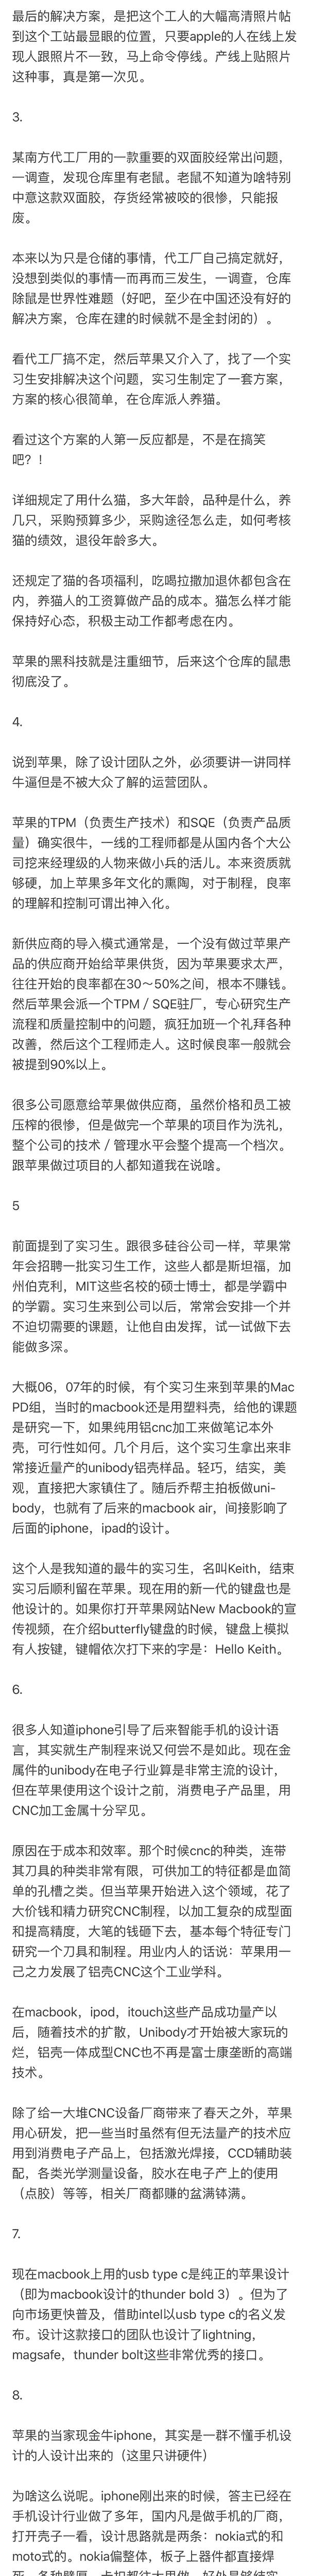 最后的解决方案，是把这个工人的大幅高清照片帖
到这个工站最显眼的位置，只要apple的人在线上发
现人跟照片不一致，马上命令停线。产线上贴照片
这种事，真是第一次见。
3.
某南方代工厂用的一款重要的双面胶经常出问题，
一调查，发现仓库里有老鼠。老鼠不知道为啥特别
中意这款双面胶，存货经常被咬的很惨，只能报
废。
本来以为只是仓储的事情，代工厂自己搞定就好，
没想到类似的事情一而再而三发生，一调查，仓库
除鼠是世界性难题（好吧，至少在中国还没有好的
解决方案，仓库在建的时候就不是全封闭的）。
看代工厂搞不定，然后苹果又介入了，找了一个实
习生安排解决这个问题，实习生制定了一套方案，
方案的核心很简单，在仓库派人养猫。
看过这个方案的人第一反应都是，不是在搞笑
吧？！
详细规定了用什么猫，多大年龄，品种是什么，养
几只，采购预算多少，采购途径怎么走，如何考核
猫的绩效，退役年龄多大。
还规定了猫的各项福利，吃喝拉撒加退休都包含在
内，养猫人的工资算做产品的成本。猫怎么样才能
保持好心态，积极主动工作都考虑在内。
苹果的黑科技就是注重细节，后来这个仓库的鼠患
彻底没了。
4.
说到苹果，除了设计团队之外，必须要讲一讲同样
牛逼但是不被大众了解的运营团队。
苹果的TPM（负责生产技术）和SQE（负责产品质
量）确实很牛，一线的工程师都是从国内各个大公
司挖来经理级的人物来做小兵的活儿。本来资质就
够硬，加上苹果多年文化的熏陶，对于制程，良率
的理解和控制可谓出神入化。
新供应商的导入模式通常是，一个没有做过苹果产
品的供应商开始给苹果供货，因为苹果要求太严，
往往开始的良率都在30～50%之间，根本不赚钱。
然后苹果会派一个TPM / SQE驻厂，专心研究生产
流程和质量控制中的问题，疯狂加班一个礼拜各种
改善，然后这个工程师走人。这时候良率一般就会
被提到90%以上。
很多公司愿意给苹果做供应商，虽然价格和员工被
压榨的很惨，但是做完一个苹果的项目作为洗礼，
整个公司的技术 / 管理水平会整个提高一个档次。
跟苹果做过项目的人都知道我在说啥。
5
前面提到了实习生。跟很多硅谷公司一样，苹果常
年会招聘一批实习生工作，这些人都是斯坦福，加
州伯克利，MIT这些名校的硕士博士，都是学霸中
的学霸。实习生来到公司以后，常常会安排一个并
不迫切需要的课题，让他自由发挥，试一试做下去
能做多深。
大概06，07年的时候，有个实习生来到苹果的Mac
PD组，当时的macbook还是用塑料壳，给他的课题
是研究一下，如果纯用铝cnc加工来做笔记本外
壳，可行性如何。几个月后，这个实习生拿出来非
常接近量产的unibody铝壳样品。轻巧，结实，美
观，直接把大家镇住了。随后乔帮主拍板做uni-
body，也就有了后来的macbook air，间接影响了
后面的iphone，ipad的设计。
这个人是我知道的最牛的实习生，名叫Keith，结束
实习后顺利留在苹果。现在用的新一代的键盘也是
他设计的。如果你打开苹果网站New Macbook的宣
传视频，在介绍butterfly键盘的时候，键盘上模拟
有人按键，键帽依次打下来的字是：Hello Keith。
6.
很多人知道iphone引导了后来智能手机的设计语
言，其实就生产制程来说又何尝不是如此。现在金
属件的unibody在电子行业算是非常主流的设计，
但在苹果使用这个设计之前，消费电子产品里，用
CNC加工金属十分罕见。
原因在于成本和效率。那个时候cnc的种类，连带
其刀具的种类非常有限，可供加工的特征都是血简
单的孔槽之类。但当苹果开始进入这个领域，花了
大价钱和精力研究CNC制程，以加工复杂的成型面
和提高精度，大笔的钱砸下去，基本每个特征专门
研究一个刀具和制程。用业内人的话说：苹果用一
己之力发展了铝壳CNC这个工业学科。
在macbook，ipod，itouch这些产品成功量产以
后，随着技术的扩散，Unibody才开始被大家玩的
烂，铝壳一体成型CNC也不再是富士康垄断的高端
技术。
除了给一大堆CNC设备厂商带来了春天之外，苹果
用心研发，把一些当时虽然有但无法量产的技术应
用到消费电子产品上，包括激光焊接，CCD辅助装
配，各类光学测量设备，胶水在电子产上的使用
（点胶）等等，相关厂商都赚的盆满钵满。
7.
现在macbook上用的usb type c是纯正的苹果设计
（即为macbook设计的thunder bold 3）。但为了
向市场更快普及，借助intel以usb type c的名义发
布。设计这款接口的团队也设计了lightning，
magsafe，thunder bolt这些非常优秀的接口。
8.
苹果的当家现金牛iphone，其实是一群不懂手机设
计的人设计出来的（这里只讲硬件）
为啥这么说呢。iphone刚出来的时候，答主已经在
手机设计行业做了多年，国内凡是做手机的厂商，
打开壳子一看，设计思路就是两条：nokia式的和
moto式的。nokia偏整体，板子上器件都直接焊